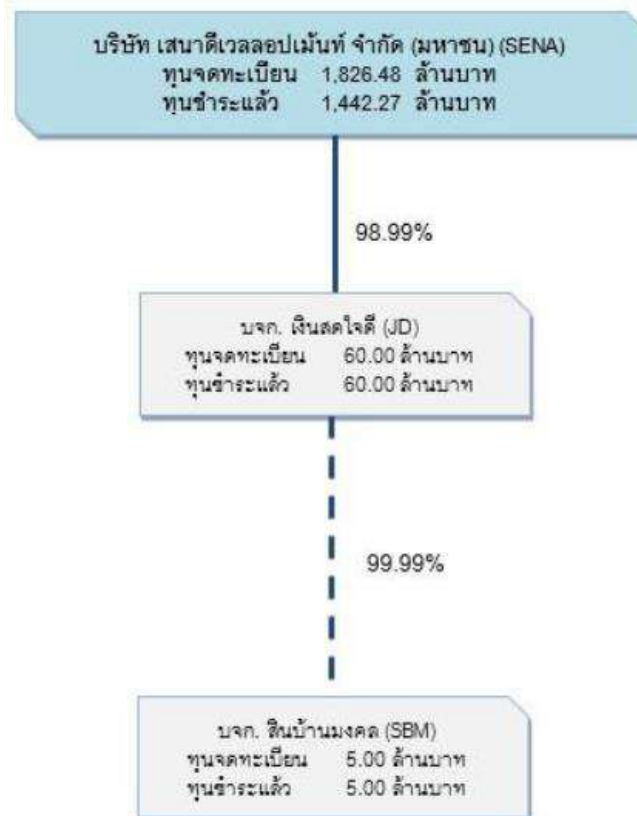 บริษัท เสนาดีเวลลอปเม้นท์ จำกัด (มหาชน) (SENA)
ทุนจดทะเบียน 1,826.48 ล้านบาท
ทุนชำระแล้ว 1,442.27 ล้านบาท
98.99%
บจก. เงินสดใจดี (JD)
ทุนจดทะเบียน 60.00 ล้านบาท
ทุนชำระแล้ว 60.00 ล้านบาท
99.99%
บจก. สินบ้านมงคล (SBM)
ทุนจดทะเบียน 5.00 ล้านบาท
ทุนชำระแล้ว 5.00 ล้านบาท